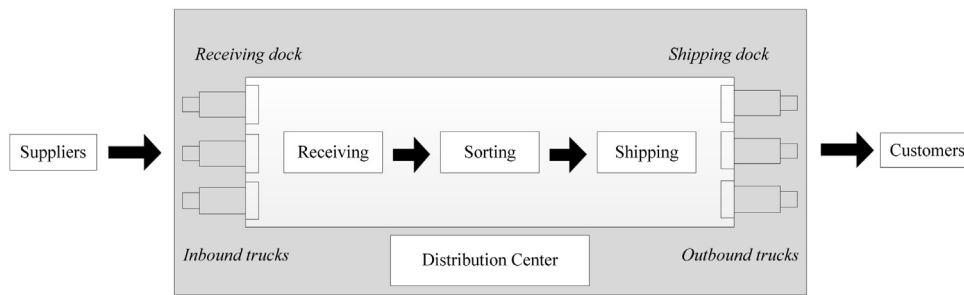 Receiving dock
Shipping dock
Suppliers
Receiving
Sorting
Shipping
Customers
Inbound trucks
Distribution Center
Outbound trucks